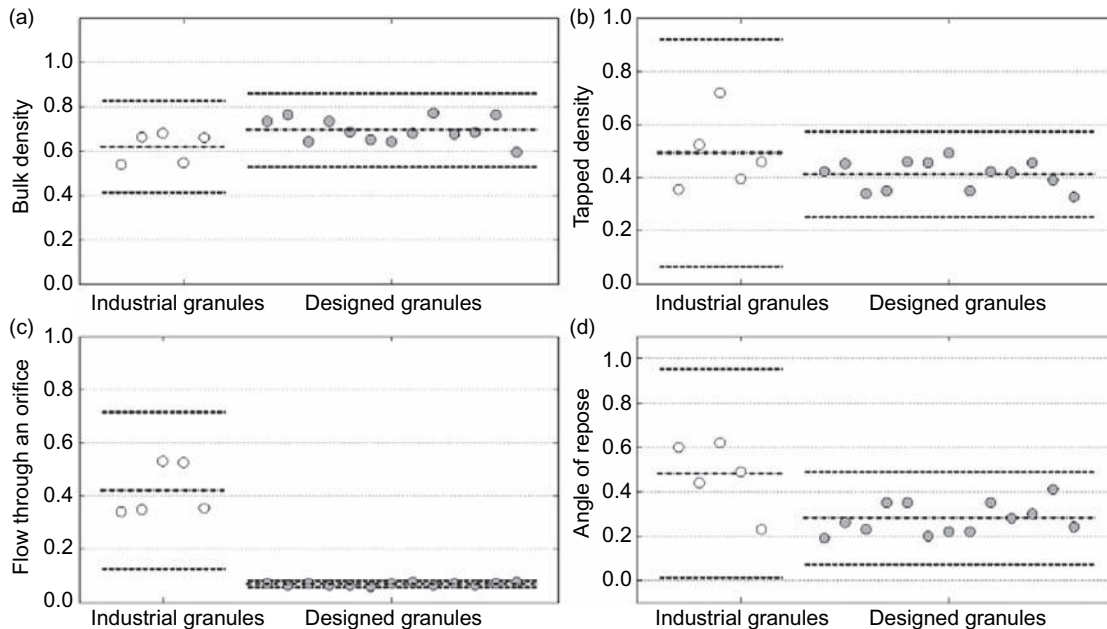 (a)
Bulk density
1.0
0.8
0.6
0.4
0.2
0.0
Industrial granules Designed granules
(b)
Tapped density
1.0
0.8
0.6
0.4
0.2
0.0
Industrial granules Designed granules
(c)
Flow through an orifice
1.0
0.8
0.6
0.4
0.2
0.0
Industrial granules Designed granules
(d)
Angle of repose
1.0
0.8
0.6
0.4
0.2
0.0
Industrial granules Designed granules